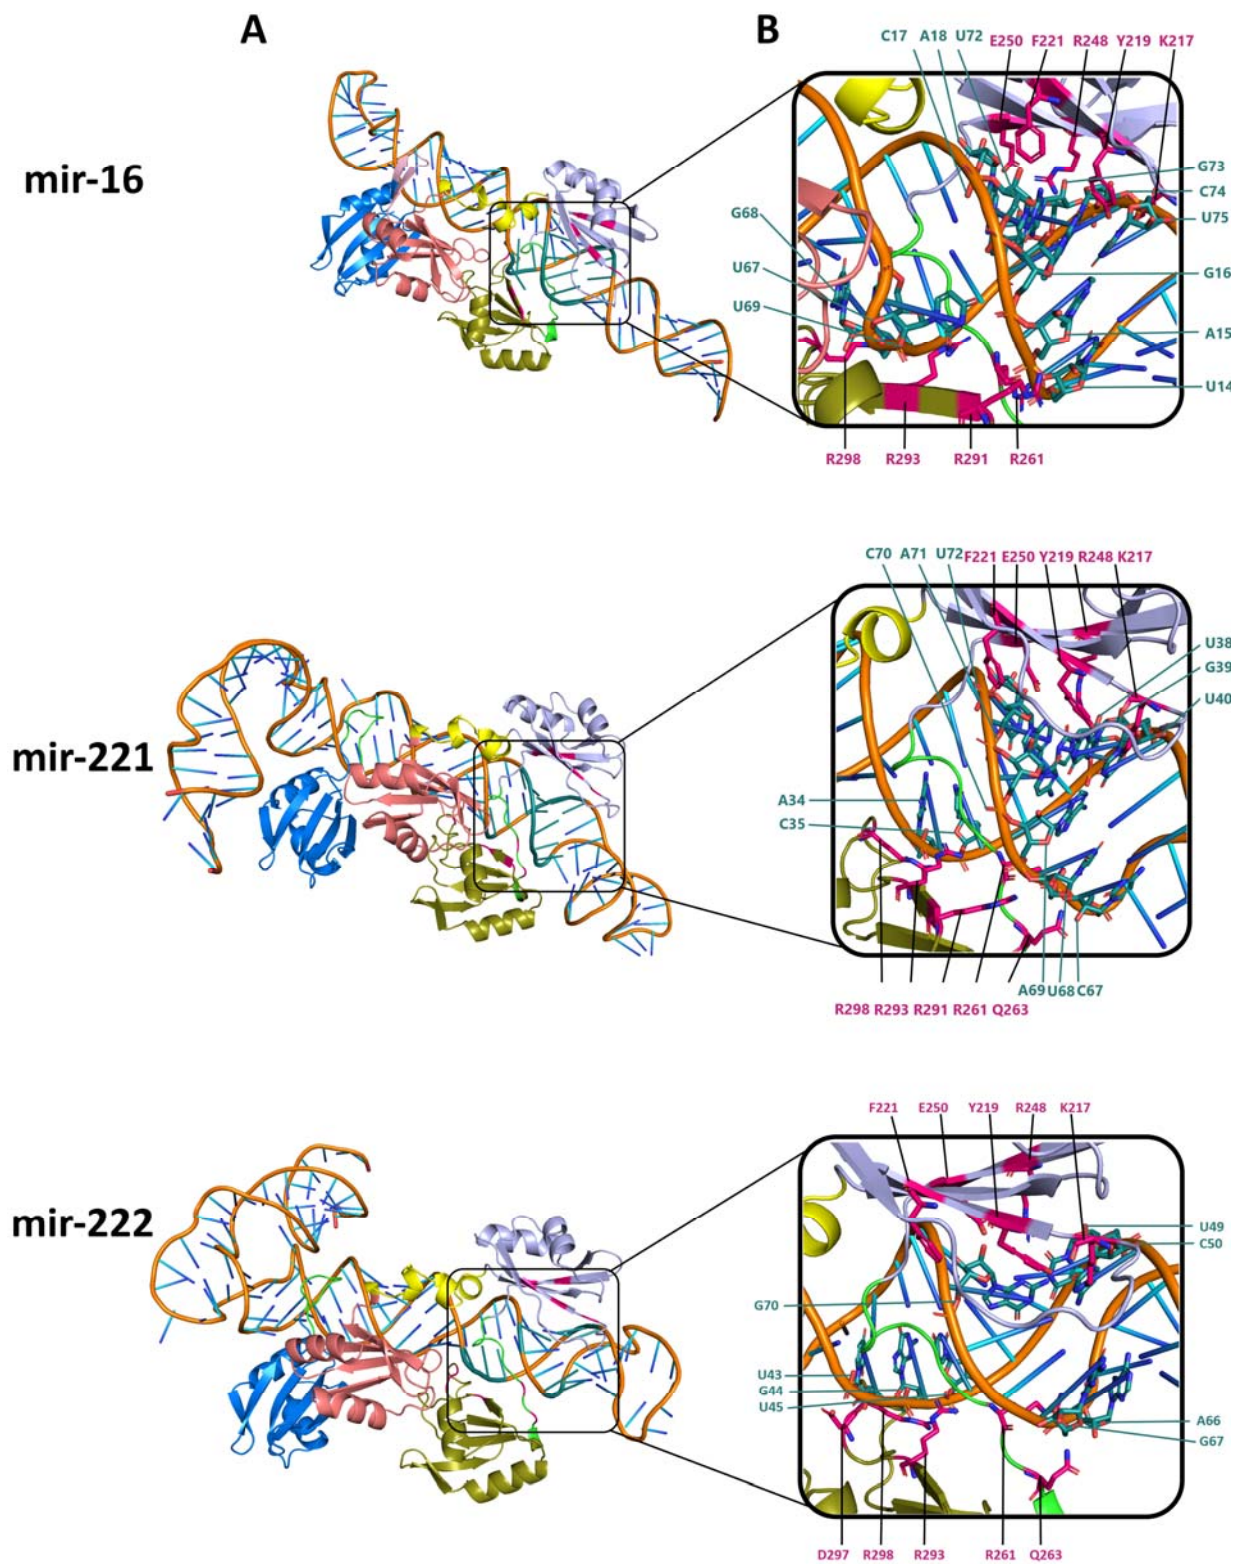 A B
mir-16
C17 A18 U72 E250 F221 R248 Y219 K217
G73
C74
U75
G68
U67
U69
G16
A15
U14
R298 R293 R291 R261
mir-221
C70 A71 U72 F221 E250 Y219 R248 K217
U38
G39
U40
A34
C35
A69 U68 C67
R298 R293 R291 R261 Q263
mir-222
F221 E250 Y219 R248 K217
U49
C50
G70
U43
G44
U45
A66
G67
D297 R298 R293 R261 Q263